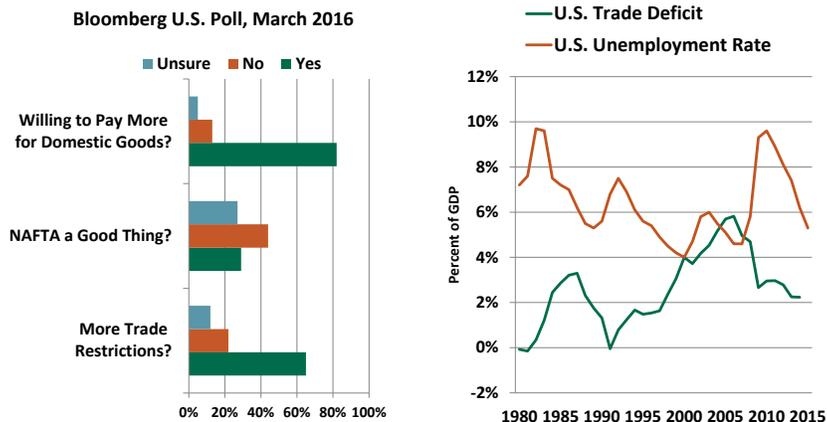 Bloomberg U.S. Poll, March 2016
Unsure No Yes
Willing to Pay More
for Domestic Goods?
NAFTA a Good Thing?
More Trade
Restrictions?
0% 20% 40% 60% 80% 100%
U.S. Trade Deficit
U.S. Unemployment Rate
12%
10%
8%
6%
4%
2%
0%
-2%
Percent of GDP
1980 1985 1990 1995 2000 2005 2010 2015